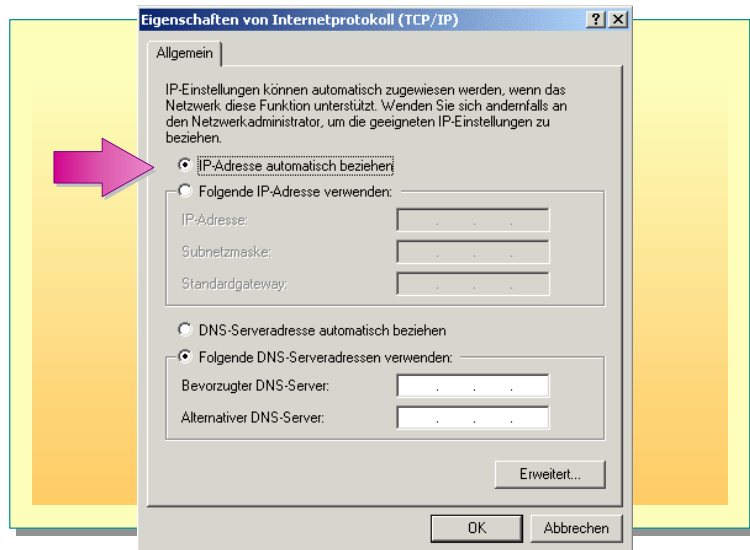 Eigenschaften von Internetprotokoll (TCP/IP)
Allgemein
IP-Einstellungen können automatisch zugewiesen werden, wenn das
Netzwerk diese Funktion unterstützt. Wenden Sie sich andernfalls an
den Netzwerkadministrator, um die geeigneten IP-Einstellungen zu
beziehen.
IP-Adresse automatisch beziehen
Folgende IP-Adresse verwenden:
IP-Adresse:
Subnetzmaske:
Standardgateway:
DNS-Serveradresse automatisch beziehen
Folgende DNS-Serveradressen verwenden:
Bevorzugter DNS-Server:
Alternativer DNS-Server:
Erweitert...
OK Abbrechen